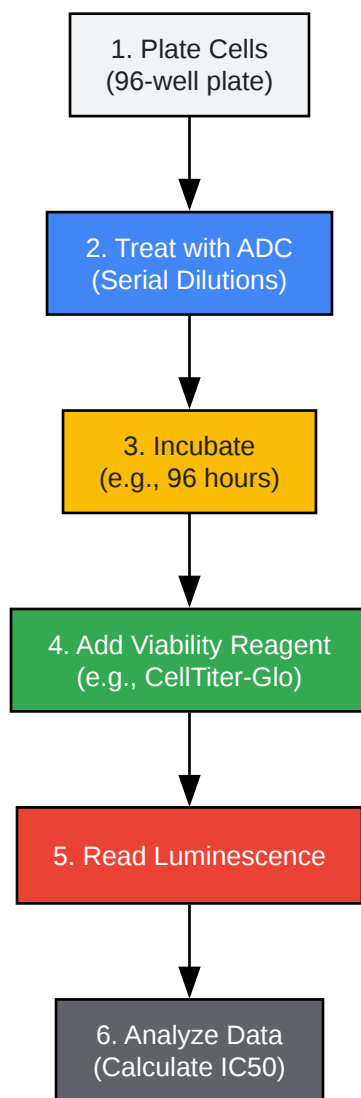 1. Plate Cells
(96-well plate)
2. Treat with ADC
(Serial Dilutions)
3. Incubate
(e.g., 96 hours)
4. Add Viability Reagent
(e.g., CellTiter-Glo)
5. Read Luminescence
6. Analyze Data
(Calculate IC50)